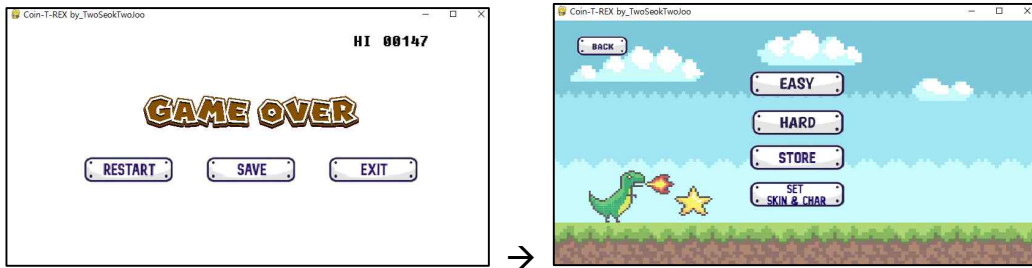 Coin-T-REX by_TwoSeokTwoJoo
HI 00147
GAME OVER
RESTART SAVE EXIT
→
Coin-T-REX by_TwoSeokTwoJoo
BACK
EASY
HARD
STORE
SET
SKIN & CHAR